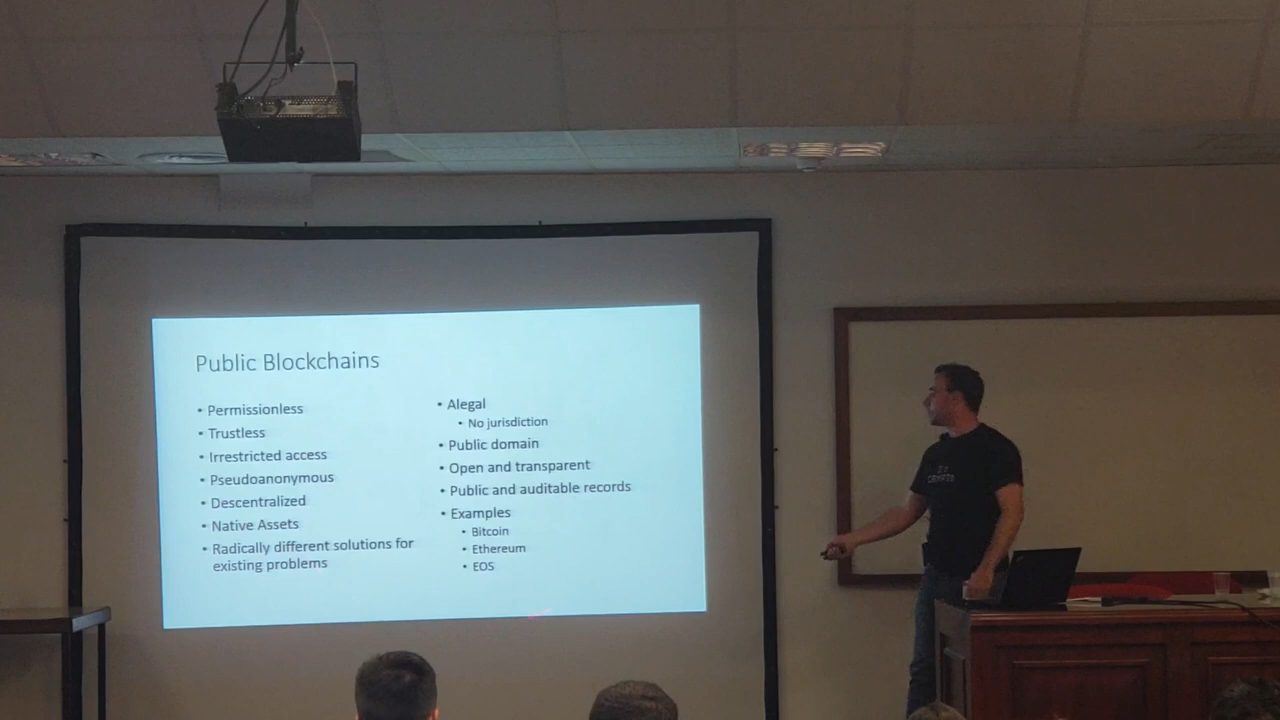 Public Blockchains
• Permissionless
• Trustless
• Irrestricted access
• Pseudoanonymous
• Descentralized
• Native Assets
• Radically different solutions for
existing problems
• Alegal
• No jurisdiction
• Public domain
• Open and transparent
• Public and auditable records
• Examples
• Bitcoin
• Ethereum
• EOS